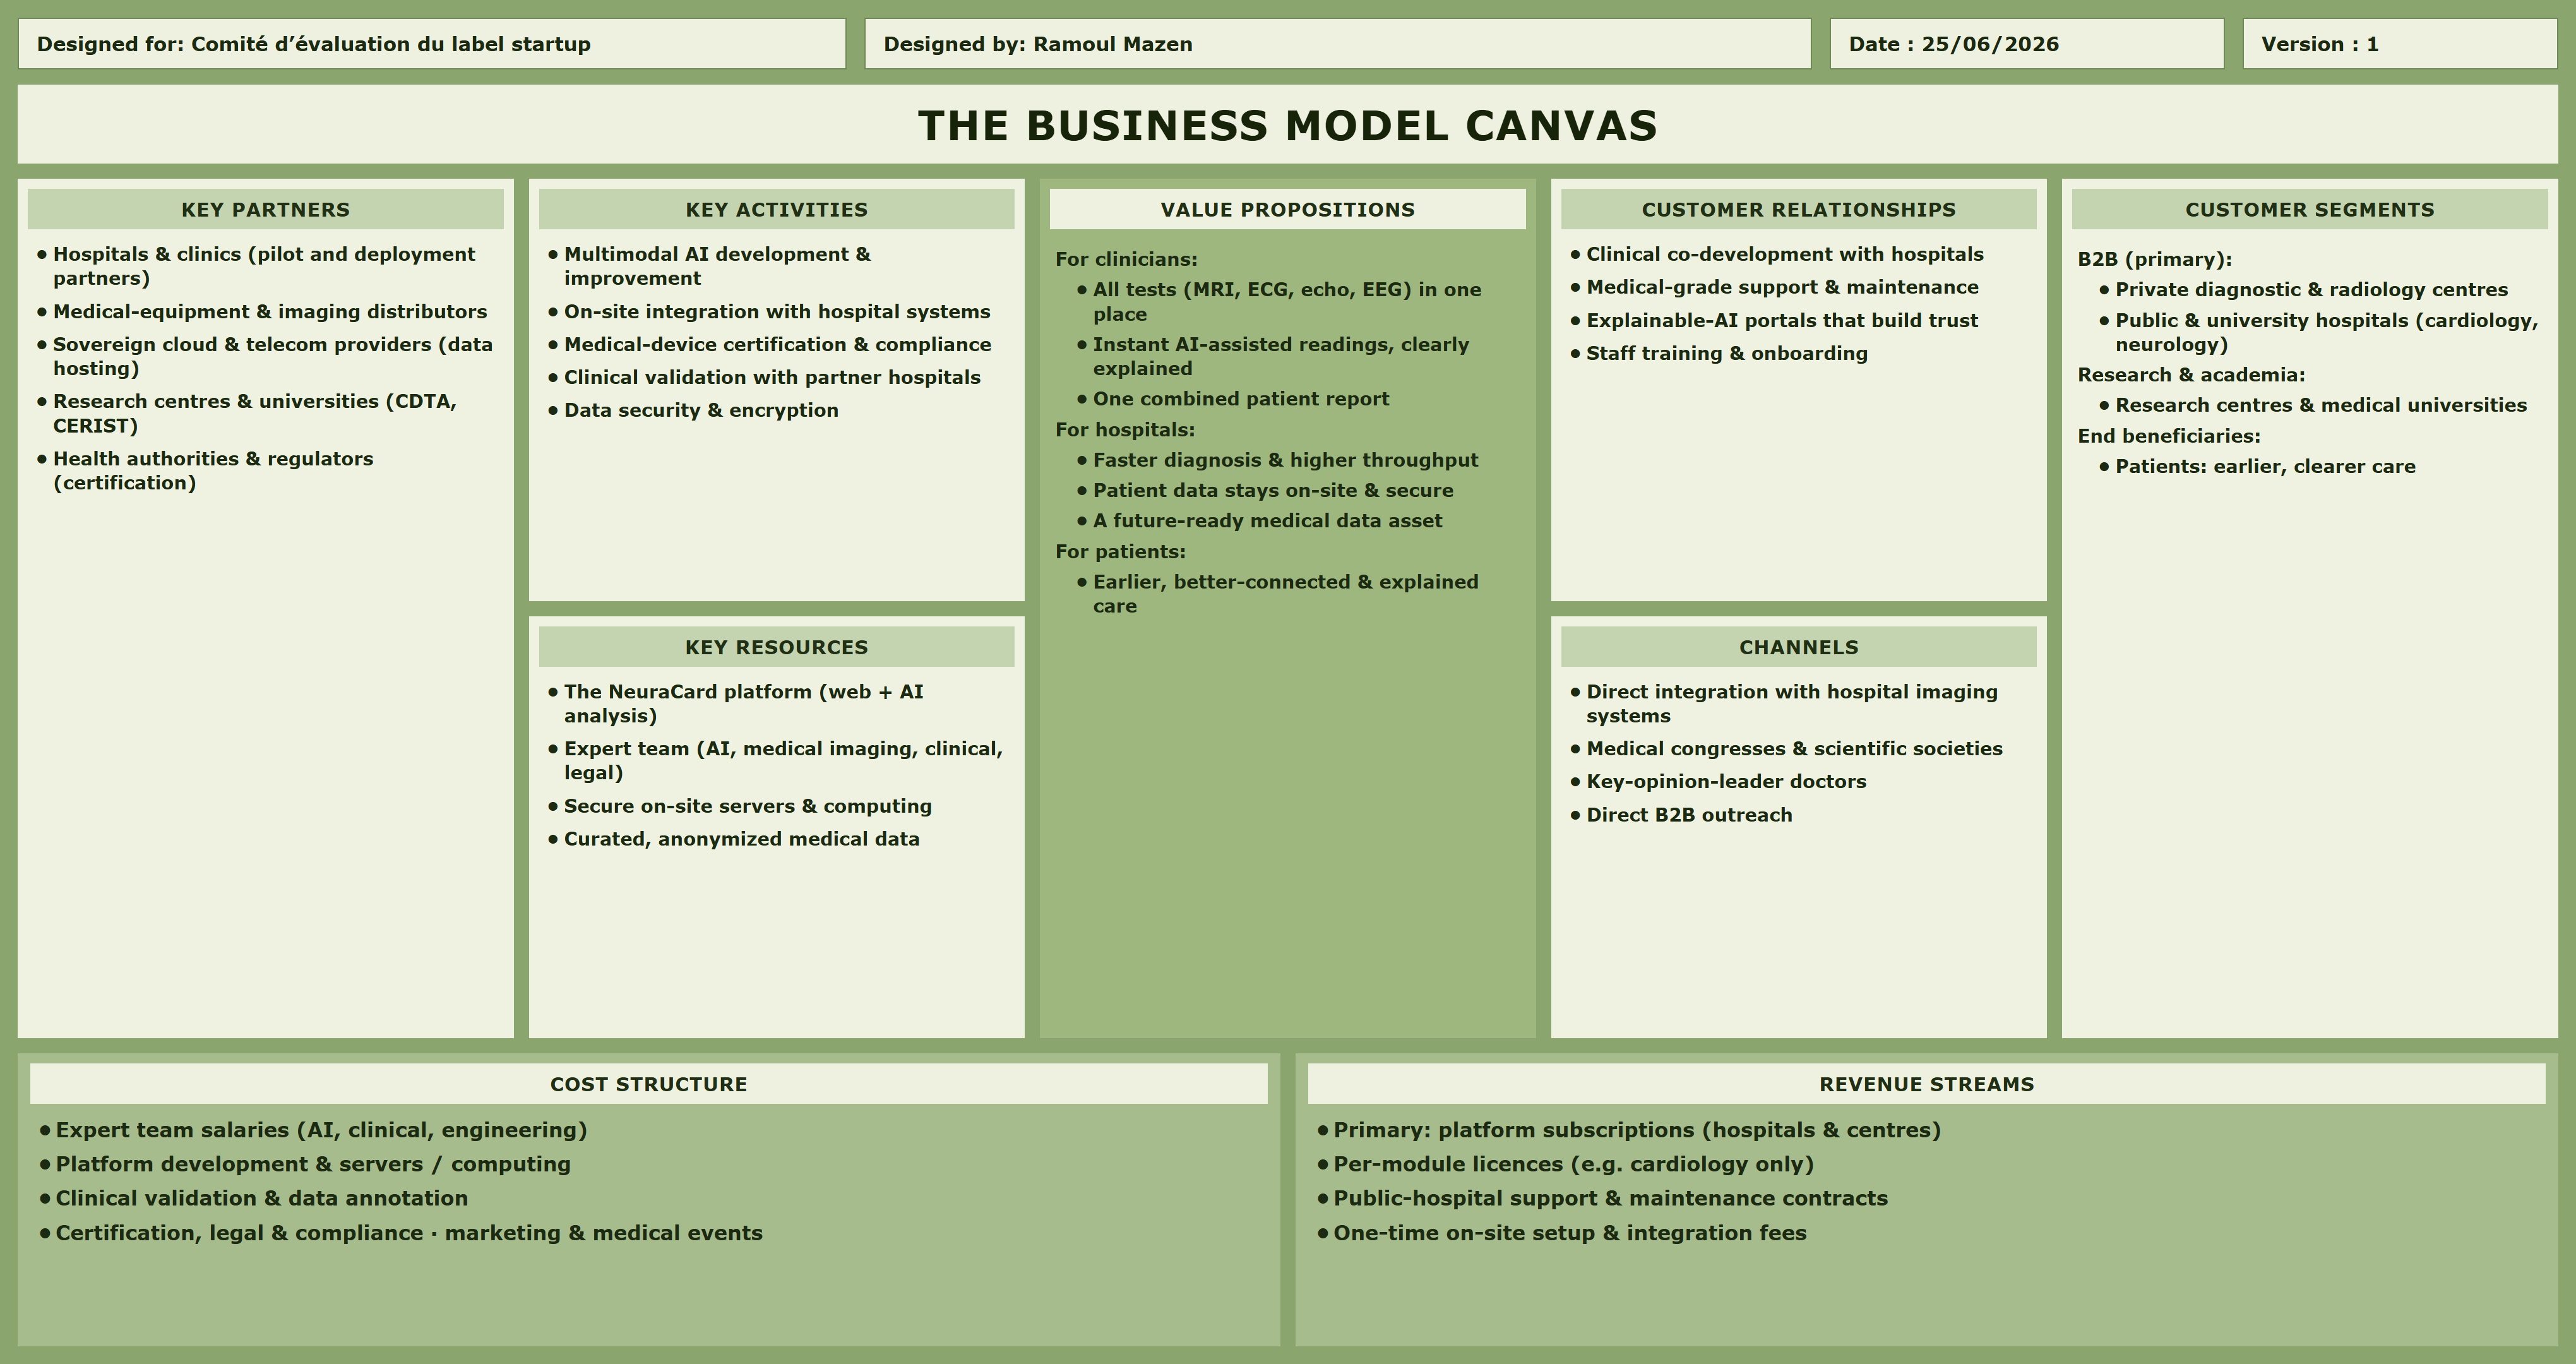 Designed for: Comité d’évaluation du label startup
Designed by: Ramoul Mazen
Date : 25/06/2026
Version : 1
THE BUSINESS MODEL CANVAS
KEY PARTNERS
● Hospitals & clinics (pilot and deployment
partners)
● Medical-equipment & imaging distributors
● Sovereign cloud & telecom providers (data
hosting)
● Research centres & universities (CDTA,
CERIST)
● Health authorities & regulators
(certification)
KEY ACTIVITIES
● Multimodal AI development &
improvement
● On-site integration with hospital systems
● Medical-device certification & compliance
● Clinical validation with partner hospitals
● Data security & encryption
KEY RESOURCES
● The NeuraCard platform (web + AI
analysis)
● Expert team (AI, medical imaging, clinical,
legal)
● Secure on-site servers & computing
● Curated, anonymized medical data
VALUE PROPOSITIONS
For clinicians:
● All tests (MRI, ECG, echo, EEG) in one
place
● Instant AI-assisted readings, clearly
explained
● One combined patient report
For hospitals:
● Faster diagnosis & higher throughput
● Patient data stays on-site & secure
● A future-ready medical data asset
For patients:
● Earlier, better-connected & explained
care
CUSTOMER RELATIONSHIPS
● Clinical co-development with hospitals
● Medical-grade support & maintenance
● Explainable-AI portals that build trust
● Staff training & onboarding
CHANNELS
● Direct integration with hospital imaging
systems
● Medical congresses & scientific societies
● Key-opinion-leader doctors
● Direct B2B outreach
CUSTOMER SEGMENTS
B2B (primary):
● Private diagnostic & radiology centres
● Public & university hospitals (cardiology,
neurology)
Research & academia:
● Research centres & medical universities
End beneficiaries:
● Patients: earlier, clearer care
COST STRUCTURE
● Expert team salaries (AI, clinical, engineering)
● Platform development & servers / computing
● Clinical validation & data annotation
● Certification, legal & compliance · marketing & medical events
REVENUE STREAMS
● Primary: platform subscriptions (hospitals & centres)
● Per-module licences (e.g. cardiology only)
● Public-hospital support & maintenance contracts
● One-time on-site setup & integration fees